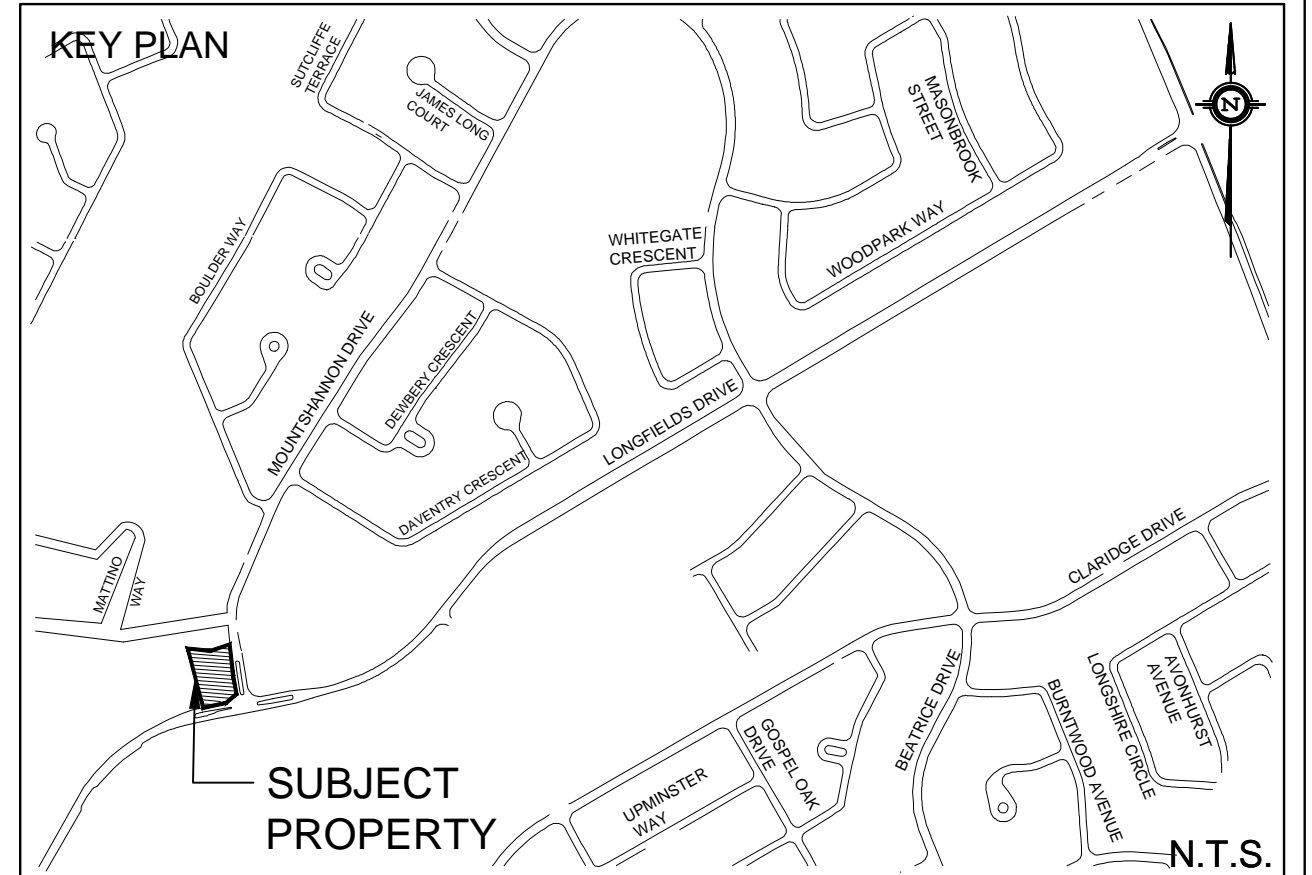 KEY PLAN
SUTCLIFFE
TERRACE
JAMES LONG
COURT
MASONBROOK
STREET
N
BOULDER WAY
WHITEGATE
CRESCENT
WOODPARK WAY
MOUNTSHANNON DRIVE
DEWBERY CRESCENT
LONGFIELDS DRIVE
DAVENTRY CRESCENT
CLARIDGE DRIVE
MATTINO
WAY
BEATRICE DRIVE
BURNTWOOD AVENUE
LONGSHIRE CIRCLE
AVONHURST
AVENUE
GOSPEL OAK
DRIVE
UPMINSTER
WAY
SUBJECT
PROPERTY
N.T.S.